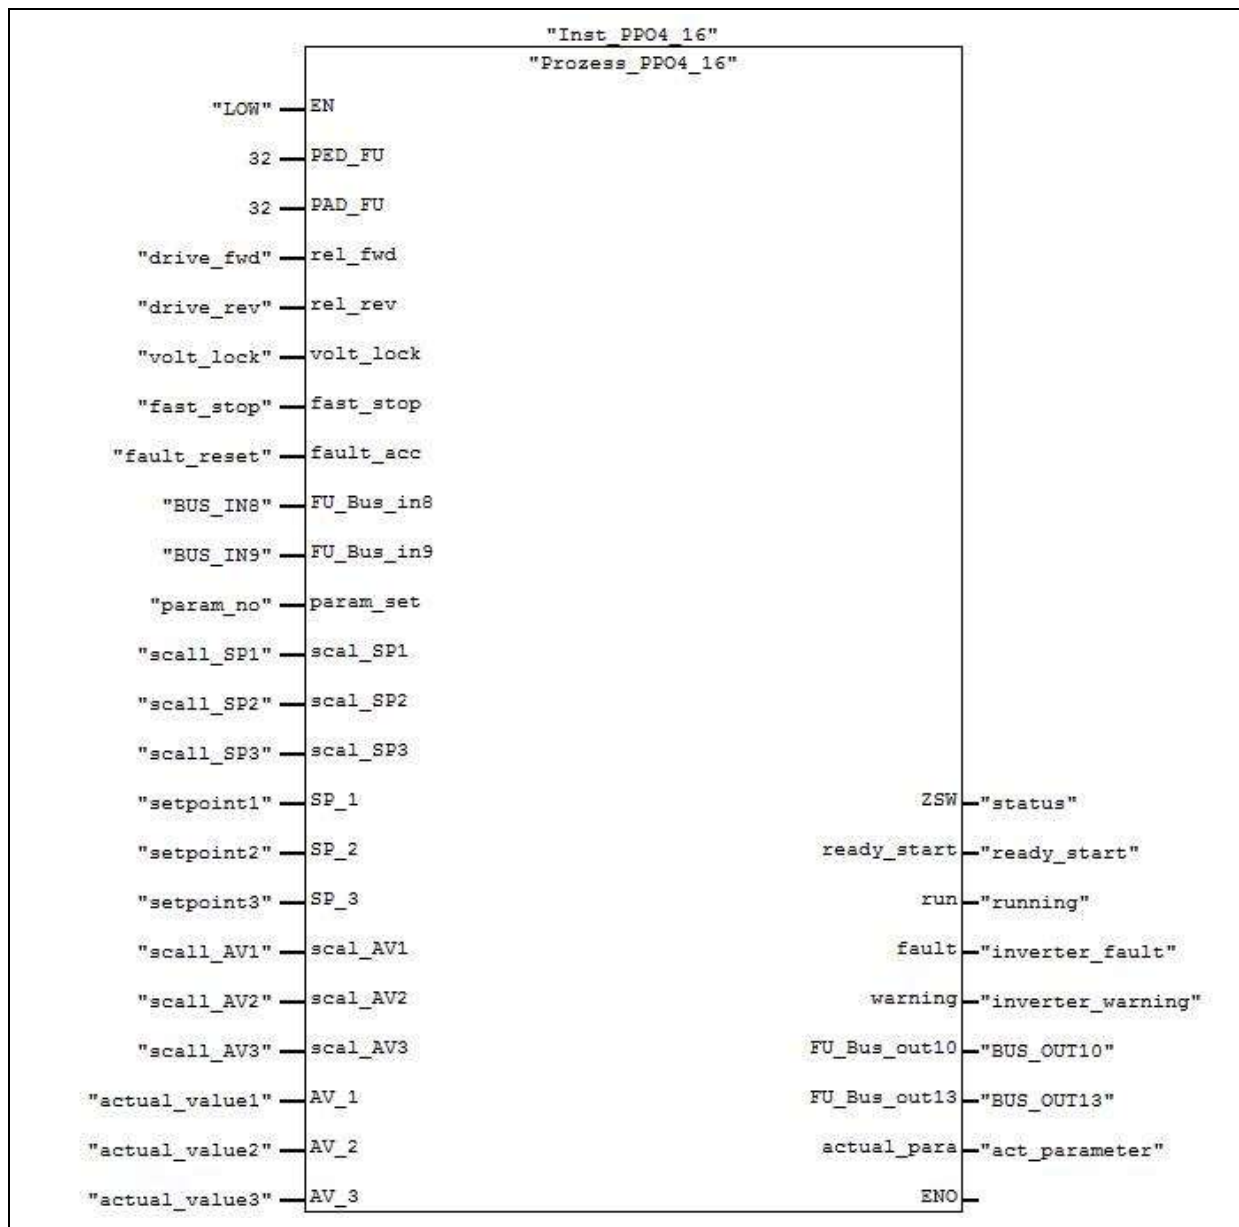 "Inst_PPO4_16"
"Prozess_PPO4_16"
"LOW" EN
32 PED_FU
32 PAD_FU
"drive_fwd" rel_fwd
"drive_rev" rel_rev
"volt_lock" volt_lock
"fast_stop" fast_stop
"fault_reset" fault_acc
"BUS_IN8" FU_Bus_in8
"BUS_IN9" FU_Bus_in9
"param_no" param_set
"scall_SP1" scal_SP1
"scall_SP2" scal_SP2
"scall_SP3" scal_SP3
"setpoint1" SP_1 ZSW "status"
"setpoint2" SP_2 ready_start "ready_start"
"setpoint3" SP_3 run "running"
"scall_AV1" scal_AV1 fault "inverter_fault"
"scall_AV2" scal_AV2 warning "inverter_warning"
"scall_AV3" scal_AV3 FU_Bus_out10 "BUS_OUT10"
"actual_value1" AV_1 FU_Bus_out13 "BUS_OUT13"
"actual_value2" AV_2 actual_para "act_parameter"
"actual_value3" AV_3 ENO